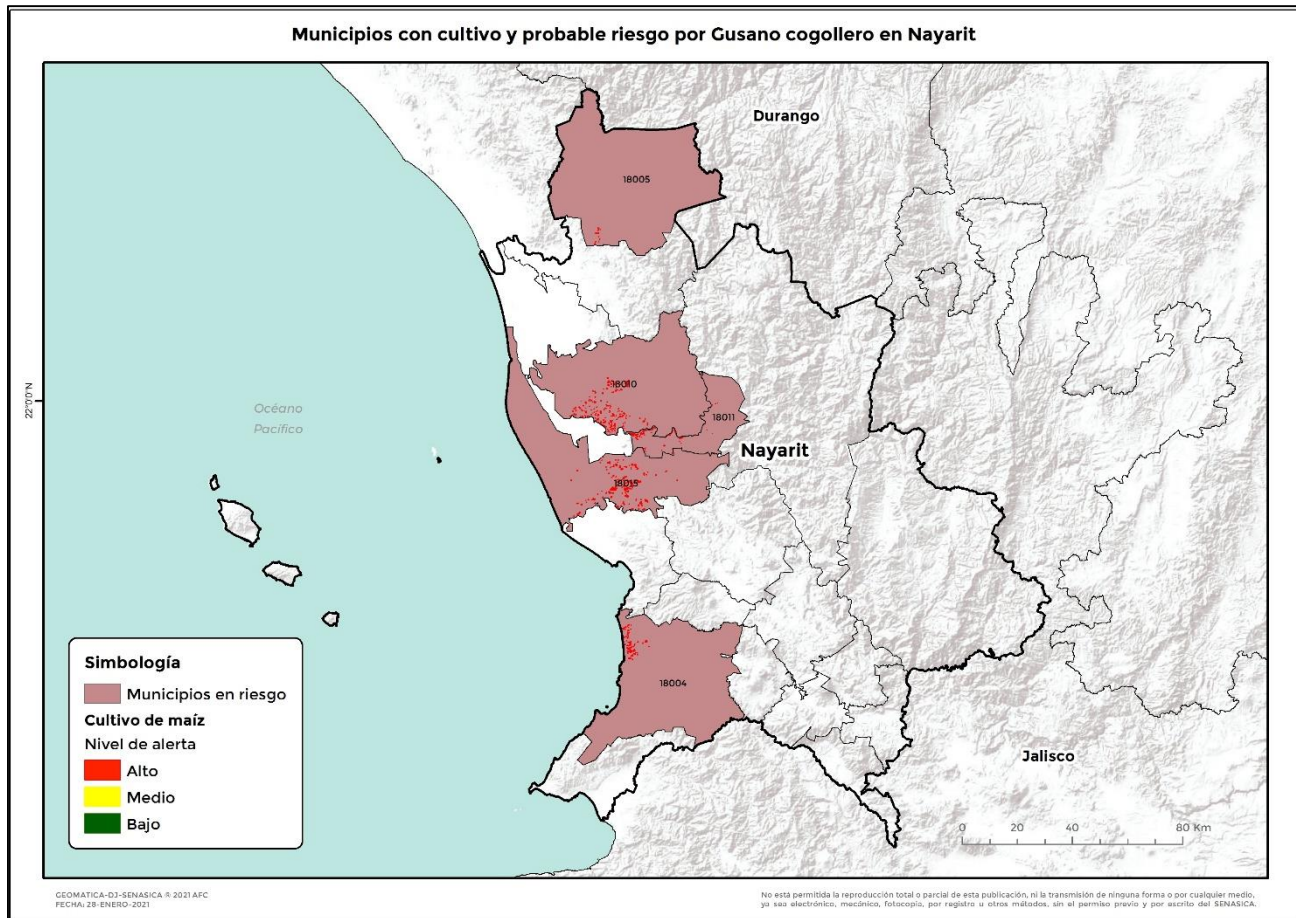 Municipios con cultivo y probable riesgo por Gusano cogollero en Nayarit
Durango
18005
22°0'0"N
Océano
Pacífico
18010
18011
Nayarit
18015
18004
Jalisco
Simbología
Municipios en riesgo
Cultivo de maíz
Nivel de alerta
Alto
Medio
Bajo
0 20 40 80 Km
GEOMATICA-DJ-SENASICA © 2021 AFC
FECHA: 28-ENERO-2021
No está permitida la reproducción total o parcial de esta publicación, ni la transmisión de ninguna forma o por cualquier medio,
ya sea electrónico, mecánico, fotocopia, por registro u otros métodos, sin el permiso previo y por escrito del SENASICA.